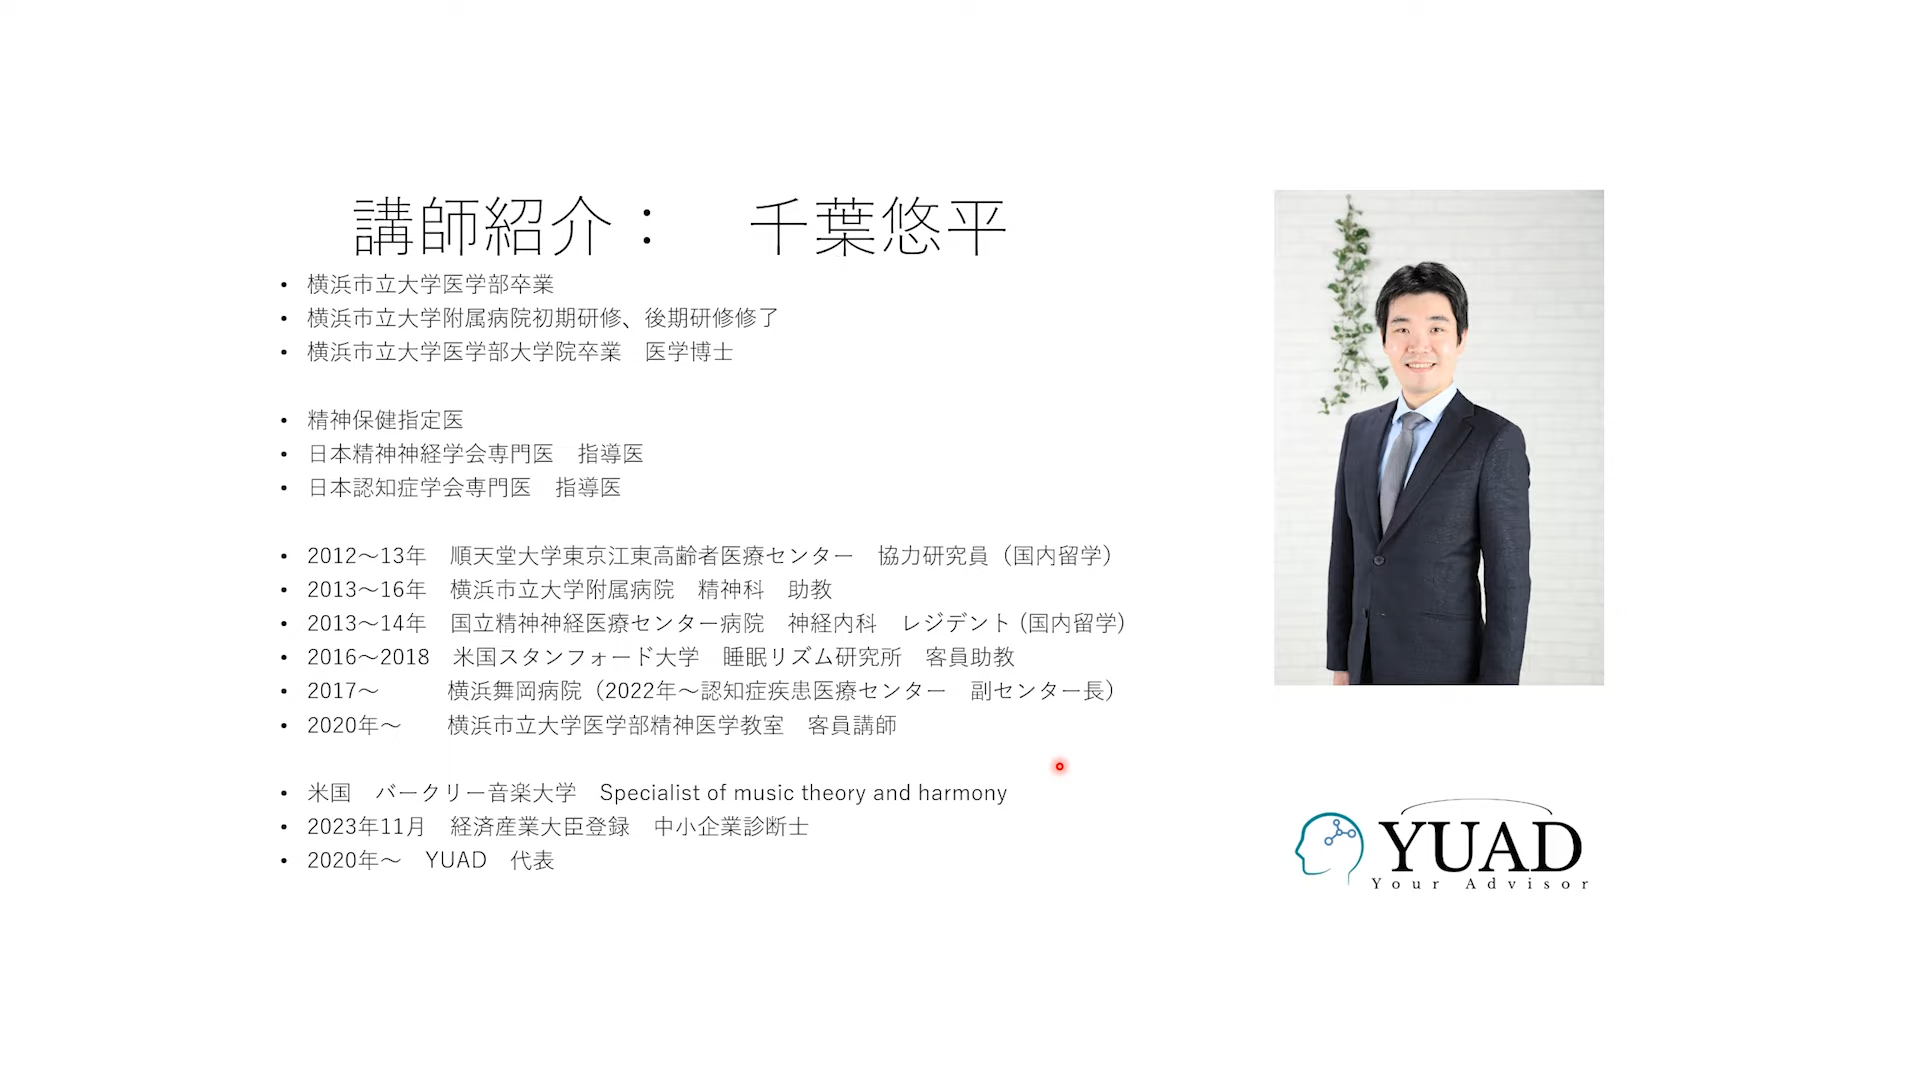 講師紹介：　千葉悠平
• 横浜市立大学医学部卒業
• 横浜市立大学附属病院初期研修、後期研修修了
• 横浜市立大学医学部大学院卒業　医学博士
• 精神保健指定医
• 日本精神神経学会専門医　指導医
• 日本認知症学会専門医　指導医
• 2012～13年　順天堂大学東京江東高齢者医療センター　協力研究員（国内留学）
• 2013～16年　横浜市立大学附属病院　精神科　助教
• 2013～14年　国立精神神経医療センター病院　神経内科　レジデント (国内留学)
• 2016～2018　米国スタンフォード大学　睡眠リズム研究所　客員助教
• 2017～　　　横浜舞岡病院（2022年～認知症疾患医療センター　副センター長）
• 2020年～　　横浜市立大学医学部精神医学教室　客員講師
• 米国　バークリー音楽大学　Specialist of music theory and harmony
• 2023年11月　経済産業大臣登録　中小企業診断士
• 2020年～　YUAD　代表
YUAD
Your Advisor